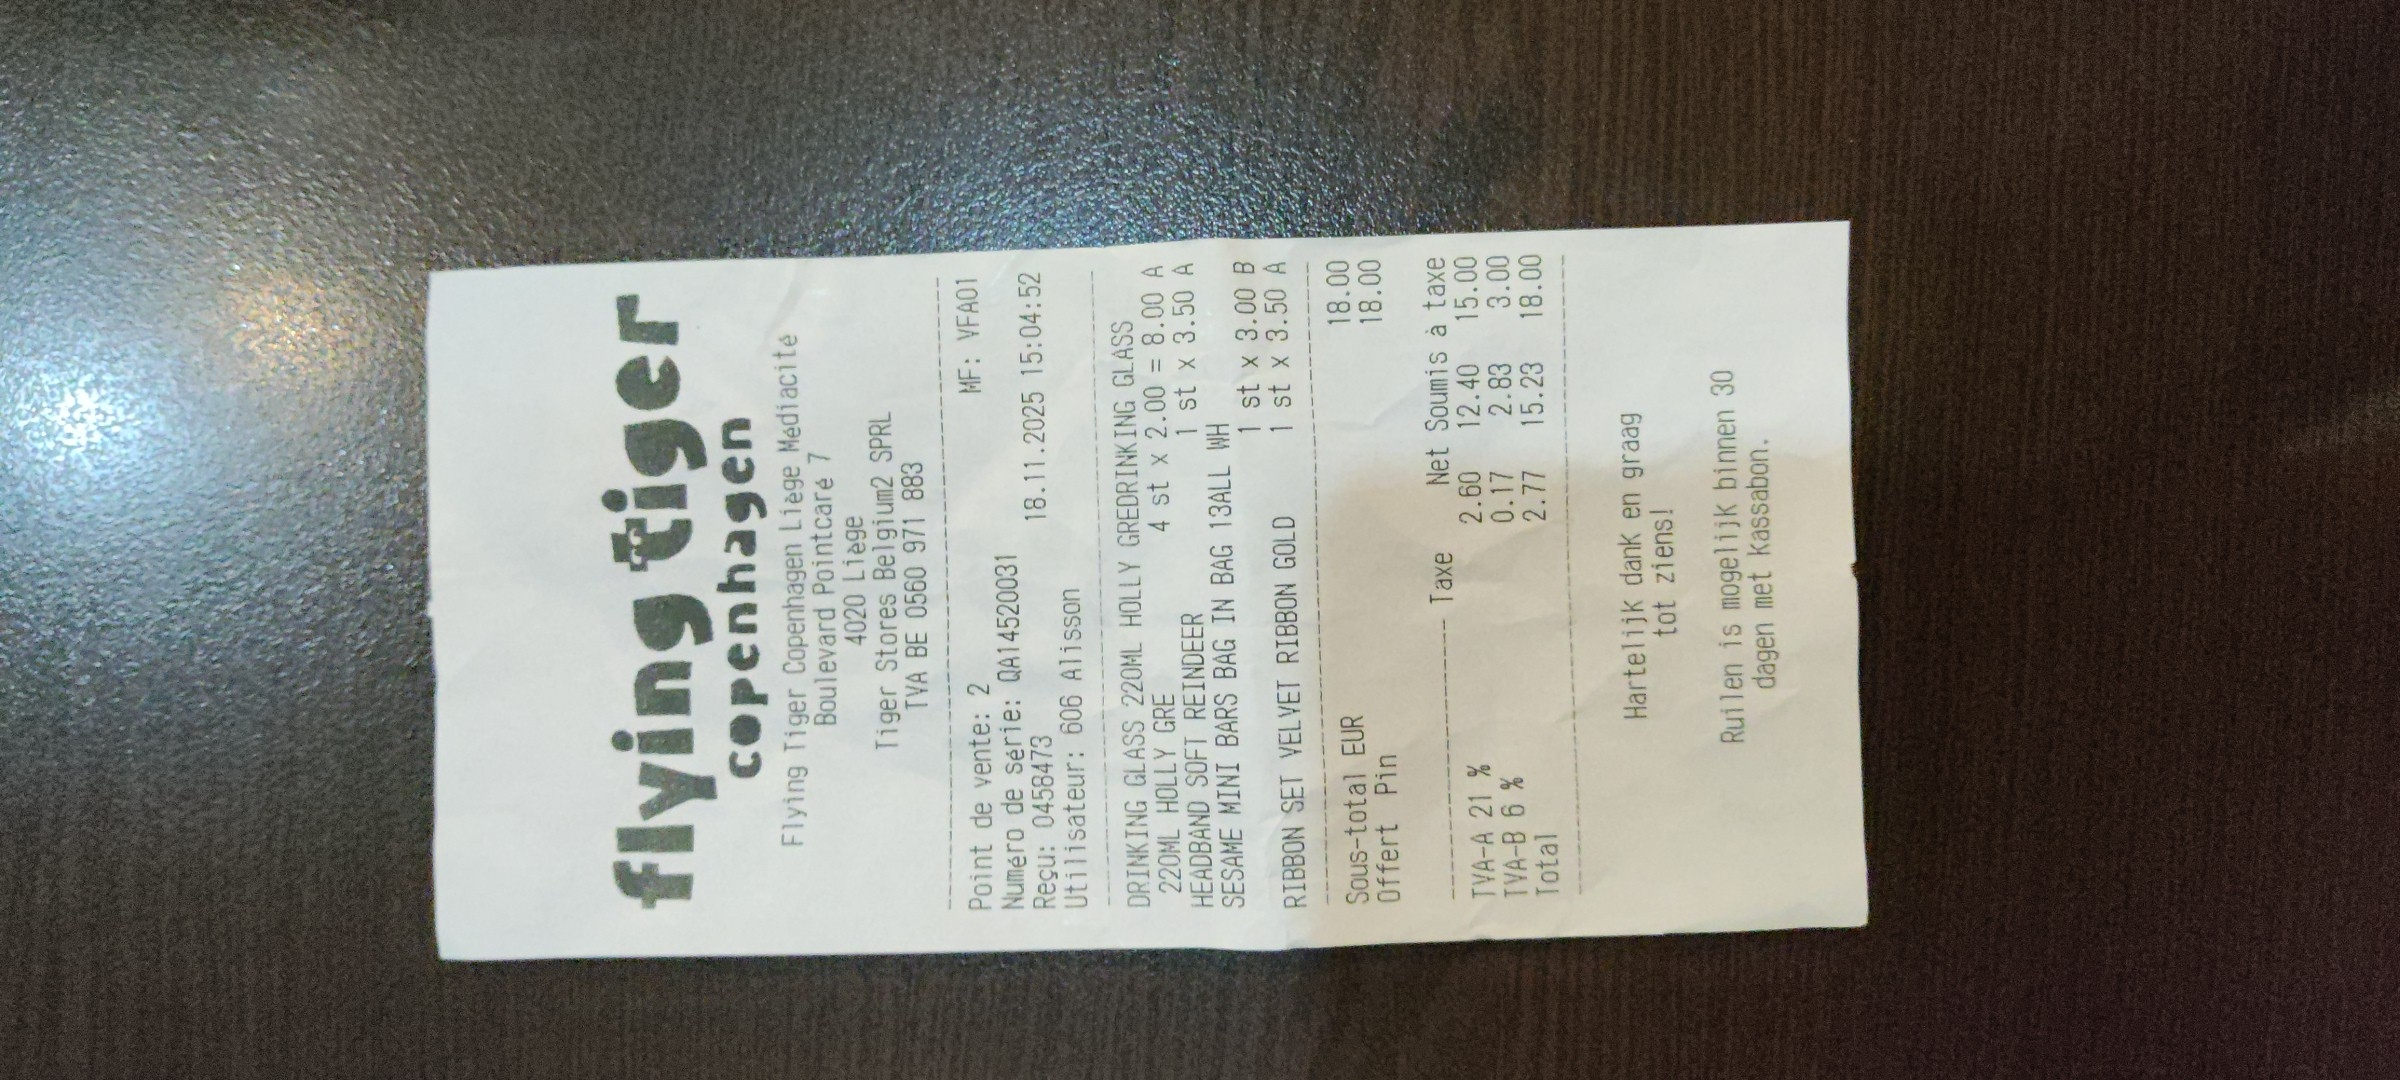 flying tiger
copenhagen
Flying Tiger Copenhagen Liège Médiacité
Boulevard Pointcaré 7
4020 Liège
Tiger Stores Belgium2 SPRL
TVA BE 0560 971 883
Point de vente: 2 MF: VFA01
Numéro de série: QA14520031
Reçu: 0458473 18.11.2025 15:04:52
Utilisateur: 606 Alisson
DRINKING GLASS 220ML HOLLY GREDRINKING GLASS
220ML HOLLY GRE 4 st x 2.00 = 8.00 A
HEADBAND SOFT REINDEER 1 st x 3.50 A
SESAME MINI BARS BAG IN BAG 13ALL WH
1 st x 3.00 B
RIBBON SET VELVET RIBBON GOLD 1 st x 3.50 A
Sous-total EUR 18.00
Offert Pin 18.00
Taxe Net Soumis à taxe
TVA-A 21 % 2.60 12.40 15.00
TVA-B 6 % 0.17 2.83 3.00
Total 2.77 15.23 18.00
Hartelijk dank en graag
tot ziens!
Ruilen is mogelijk binnen 30
dagen met kassabon.